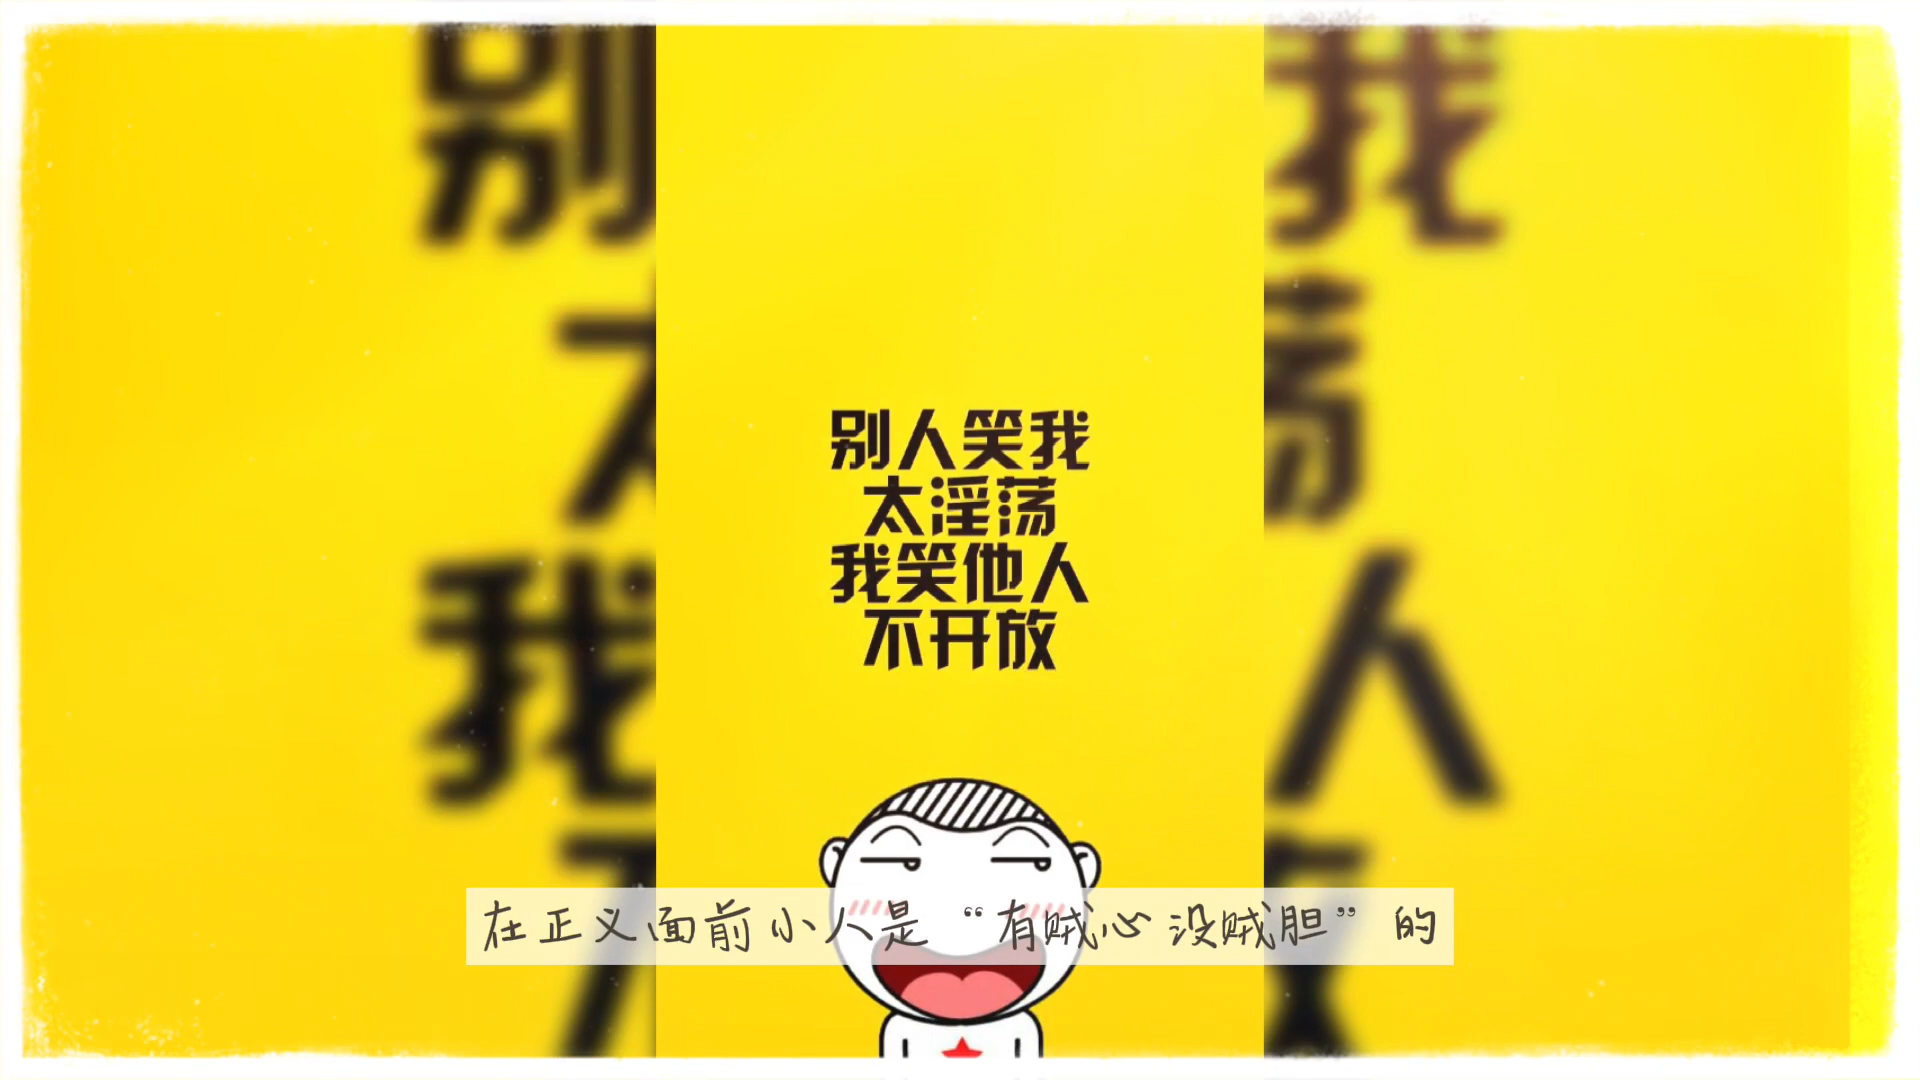 别人笑我
太淫荡
我笑他人
不开放
在正义面前小人是“有贼心没贼胆”的